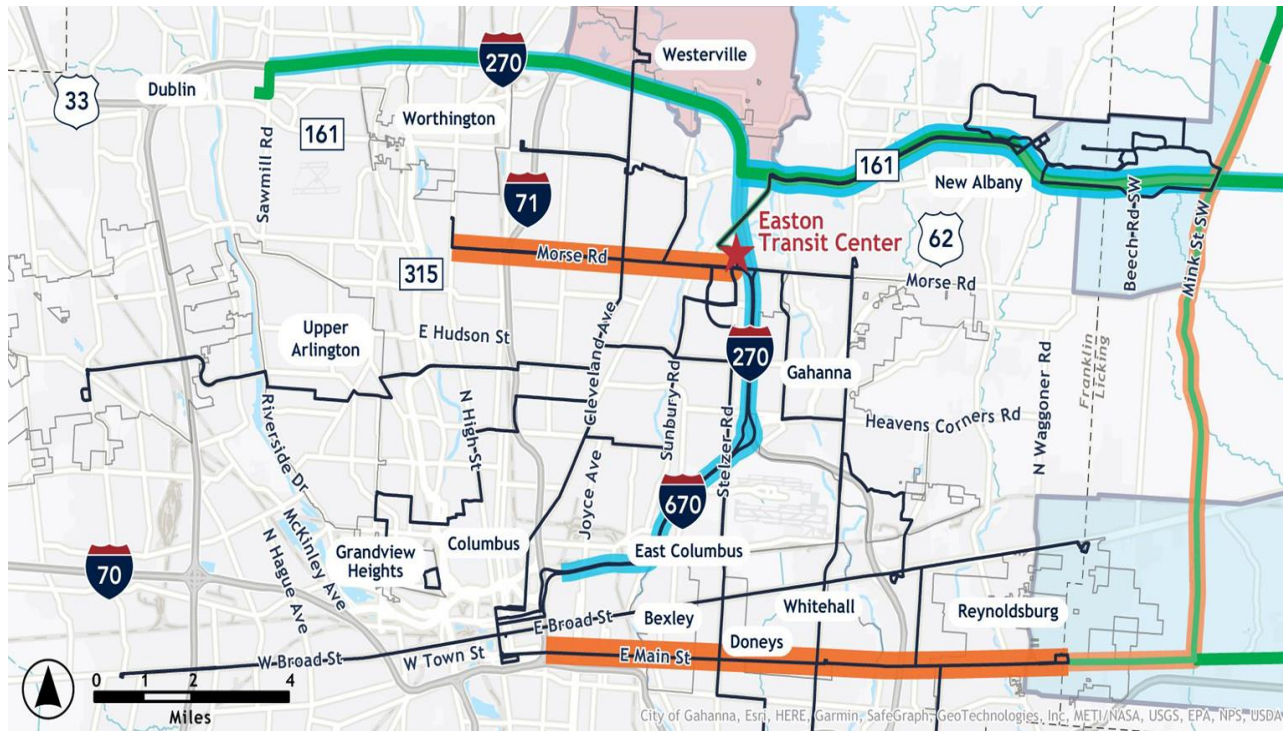 270
Westerville
33
Dublin
161
Worthington
Sawmill Rd
71
161
New Albany
Beech Rd SW
Mink St SW
Easton
Transit Center
62
Morse Rd
Morse Rd
315
Upper
Arlington
E Hudson St
Cleveland Ave
270
Gahanna
Franklin
Licking
N Waggoner Rd
Heavens Corners Rd
Riverside Dr
N High St
Joyce Ave
Sunbury Rd
Stelzer Rd
670
McKinley Ave
N Hague Ave
Grandview
Heights
Columbus
East Columbus
70
E Broad St
Bexley
Whitehall
Reynoldsburg
Doneys
W Broad St
W Town St
E Main St
0 2 4
Miles
City of Gahanna, Esri, HERE, Garmin, SafeGraph, GeoTechnologies, Inc, METI/NASA, USGS, EPA, NPS, USDA